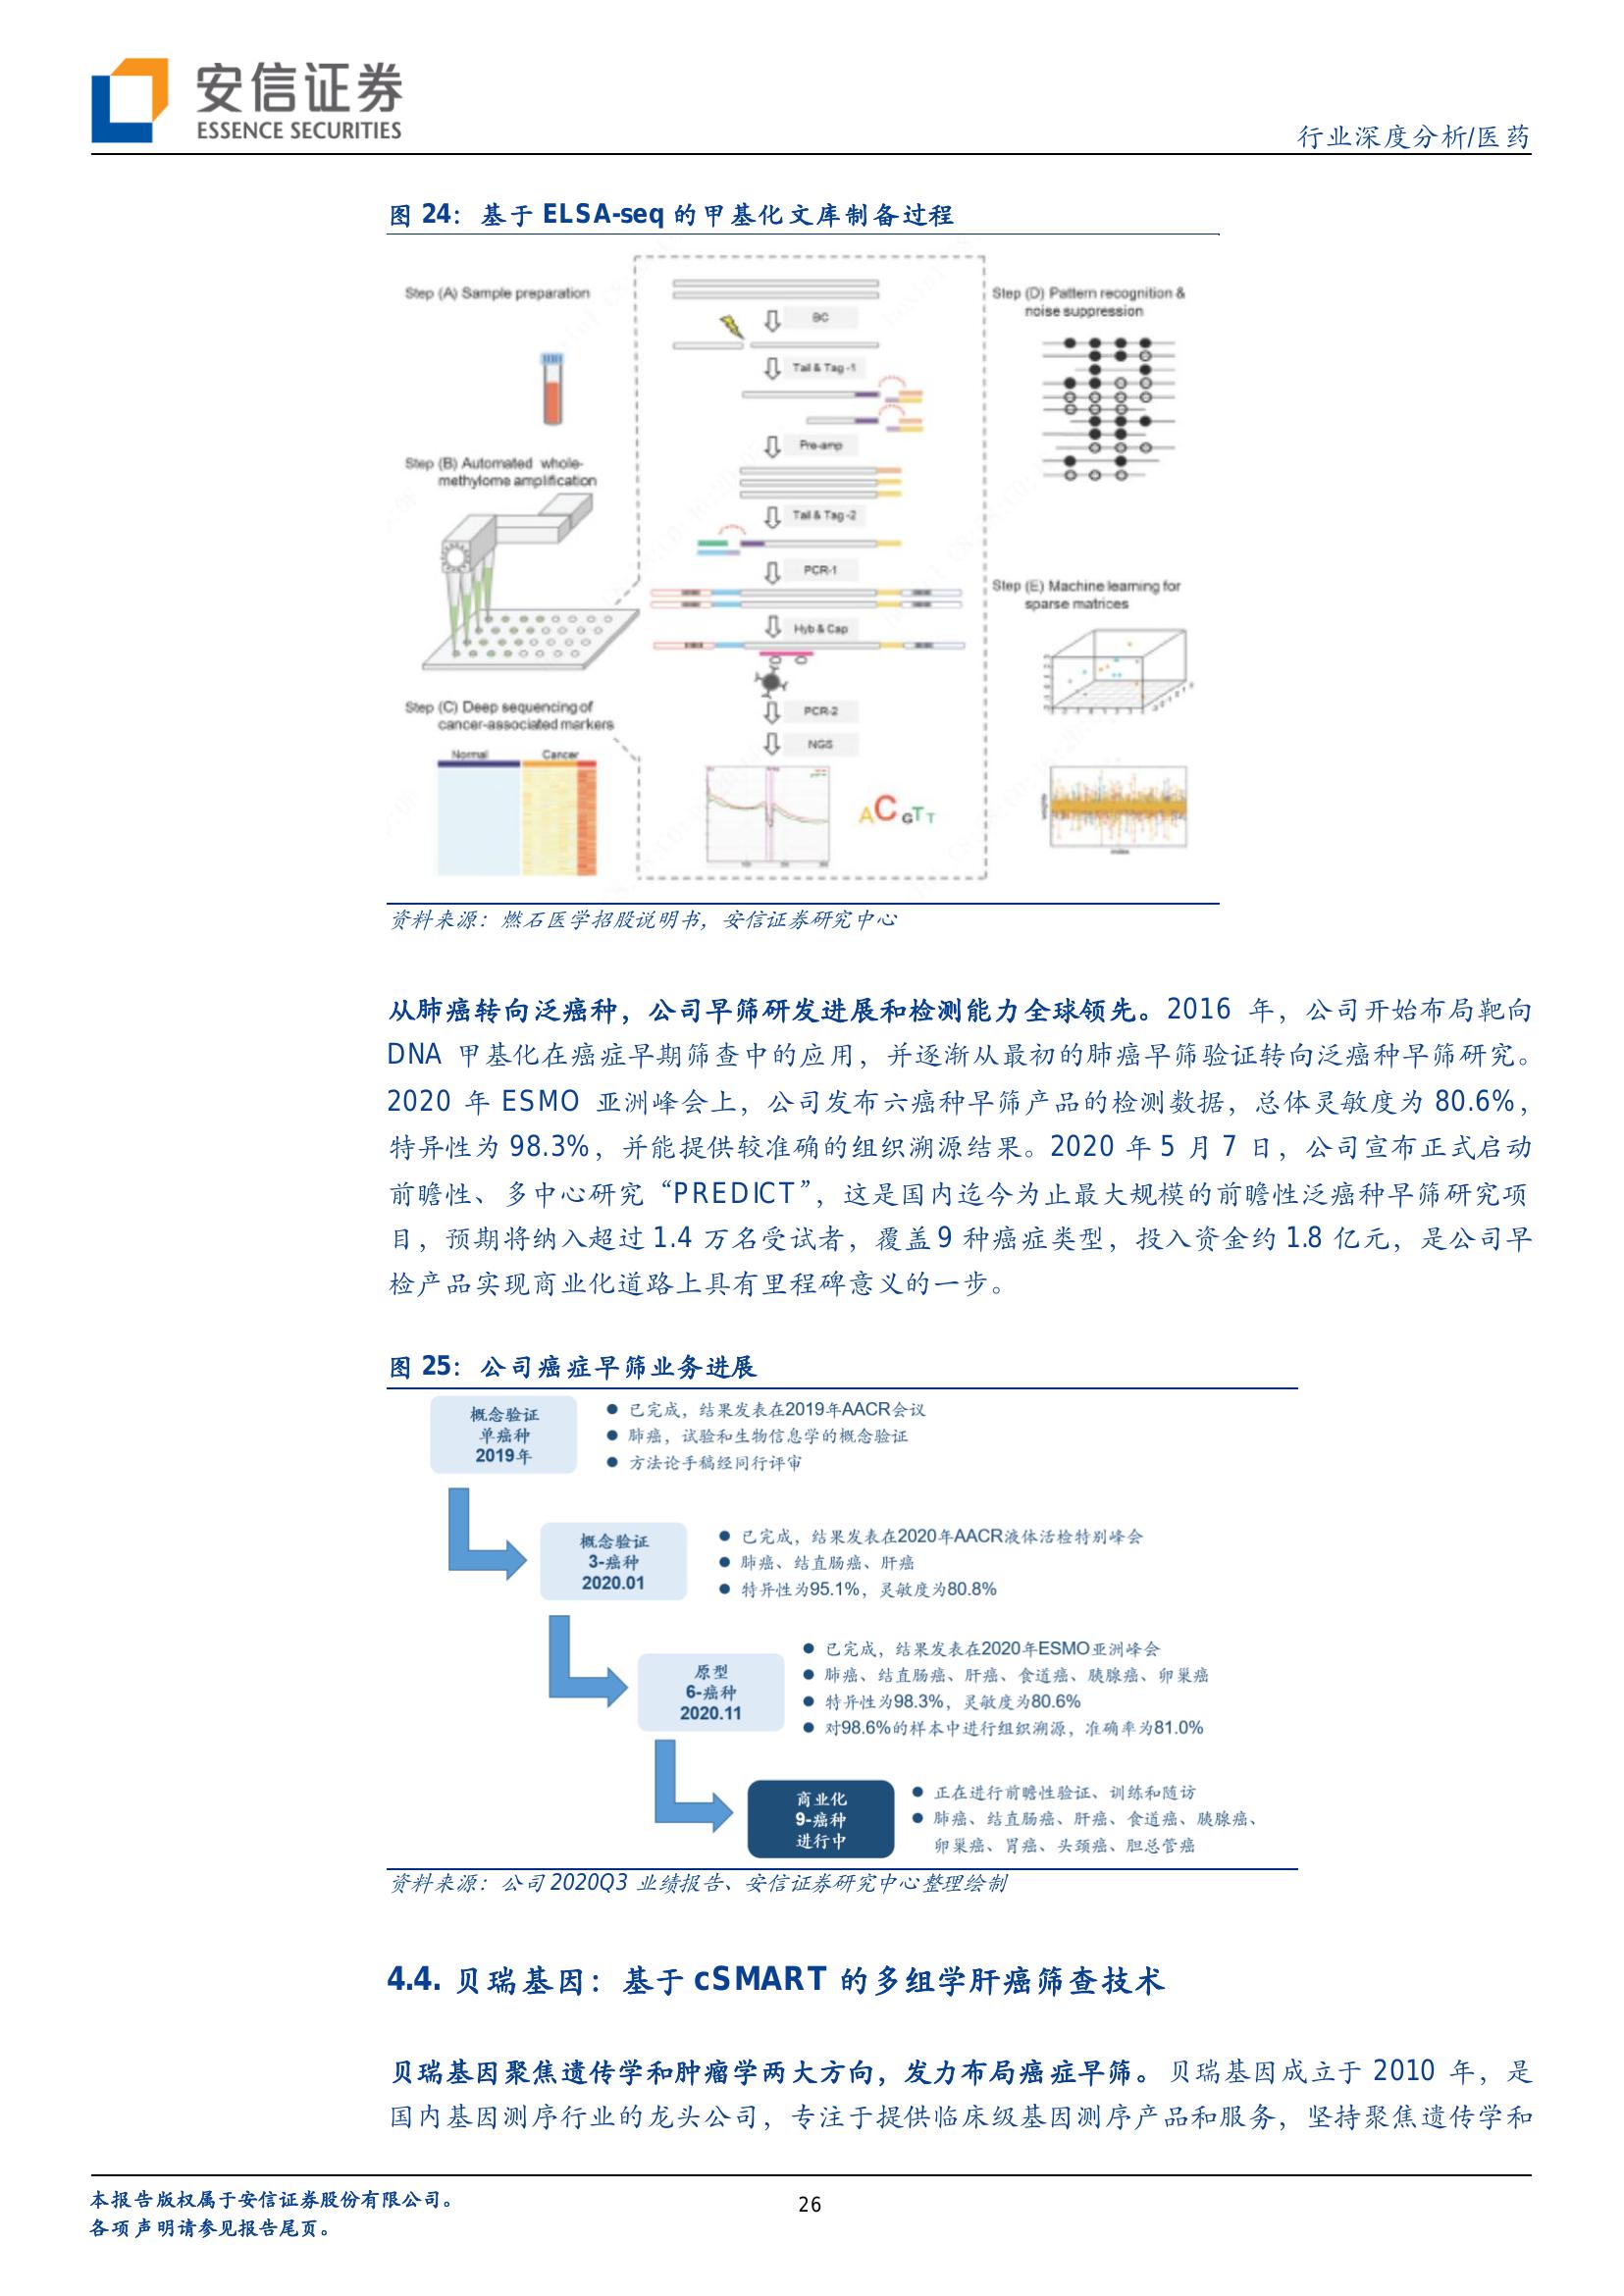 安信证券
ESSENCE SECURITIES
行业深度分析/医药
图 24：基于 ELSA-seq 的甲基化文库制备过程
Step (A) Sample preparation
Step (B) Automated whole-
methylome amplification
Step (C) Deep sequencing of
cancer-associated markers
Normal Cancer
BC
Tail & Tag -1
Pre-amp
Tail & Tag -2
PCR-1
Hyb & Cap
PCR-2
NGS
ACGTT
Step (D) Pattern recognition &
noise suppression
Step (E) Machine learning for
sparse matrices
资料来源：燃石医学招股说明书，安信证券研究中心
从肺癌转向泛癌种，公司早筛研发进展和检测能力全球领先。2016 年，公司开始布局靶向
DNA 甲基化在癌症早期筛查中的应用，并逐渐从最初的肺癌早筛验证转向泛癌种早筛研究。
2020 年 ESMO 亚洲峰会上，公司发布六癌种早筛产品的检测数据，总体灵敏度为 80.6%，
特异性为 98.3%，并能提供较准确的组织溯源结果。2020 年 5 月 7 日，公司宣布正式启动
前瞻性、多中心研究“PREDICT”，这是国内迄今为止最大规模的前瞻性泛癌种早筛研究项
目，预期将纳入超过 1.4 万名受试者，覆盖 9 种癌症类型，投入资金约 1.8 亿元，是公司早
检产品实现商业化道路上具有里程碑意义的一步。
图 25：公司癌症早筛业务进展
概念验证
单癌种
2019年
● 已完成，结果发表在2019年AACR会议
● 肺癌，试验和生物信息学的概念验证
● 方法论手稿经同行评审
概念验证
3-癌种
2020.01
● 已完成，结果发表在2020年AACR液体活检特别峰会
● 肺癌、结直肠癌、肝癌
● 特异性为95.1%，灵敏度为80.8%
原型
6-癌种
2020.11
● 已完成，结果发表在2020年ESMO亚洲峰会
● 肺癌、结直肠癌、肝癌、食道癌、胰腺癌、卵巢癌
● 特异性为98.3%，灵敏度为80.6%
● 对98.6%的样本中进行组织溯源，准确率为81.0%
商业化
9-癌种
进行中
● 正在进行前瞻性验证、训练和随访
● 肺癌、结直肠癌、肝癌、食道癌、胰腺癌、
卵巢癌、胃癌、头颈癌、胆总管癌
资料来源：公司 2020Q3 业绩报告、安信证券研究中心整理绘制
4.4. 贝瑞基因：基于 cSMART 的多组学肝癌筛查技术
贝瑞基因聚焦遗传学和肿瘤学两大方向，发力布局癌症早筛。贝瑞基因成立于 2010 年，是
国内基因测序行业的龙头公司，专注于提供临床级基因测序产品和服务，坚持聚焦遗传学和
本报告版权属于安信证券股份有限公司。
各项声明请参见报告尾页。
26